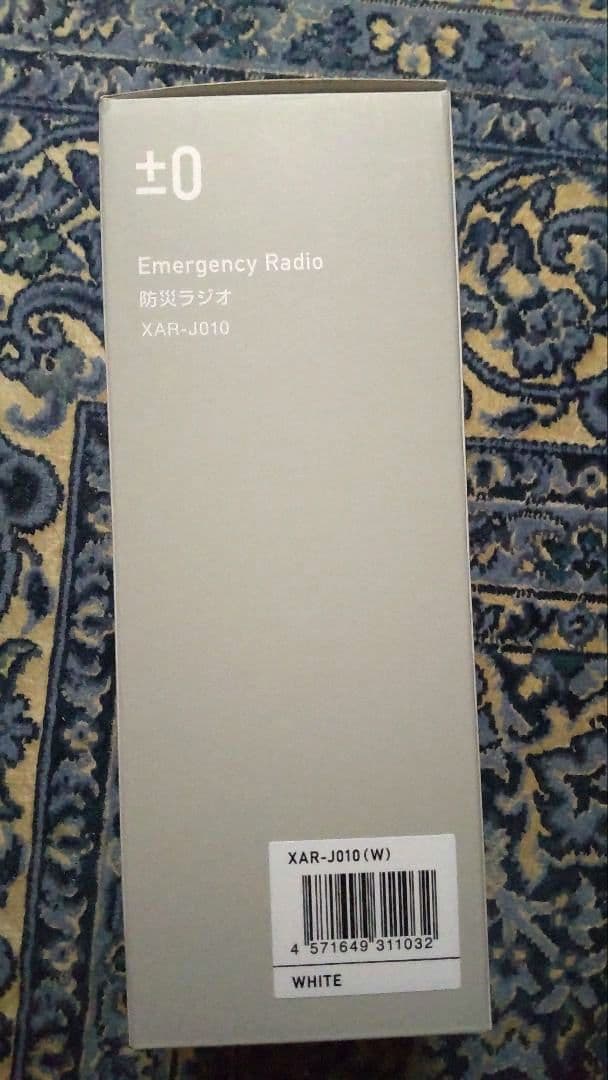 ±0
Emergency Radio
防災ラジオ
XAR-J010
XAR-J010(W)
4 571649 311032
WHITE